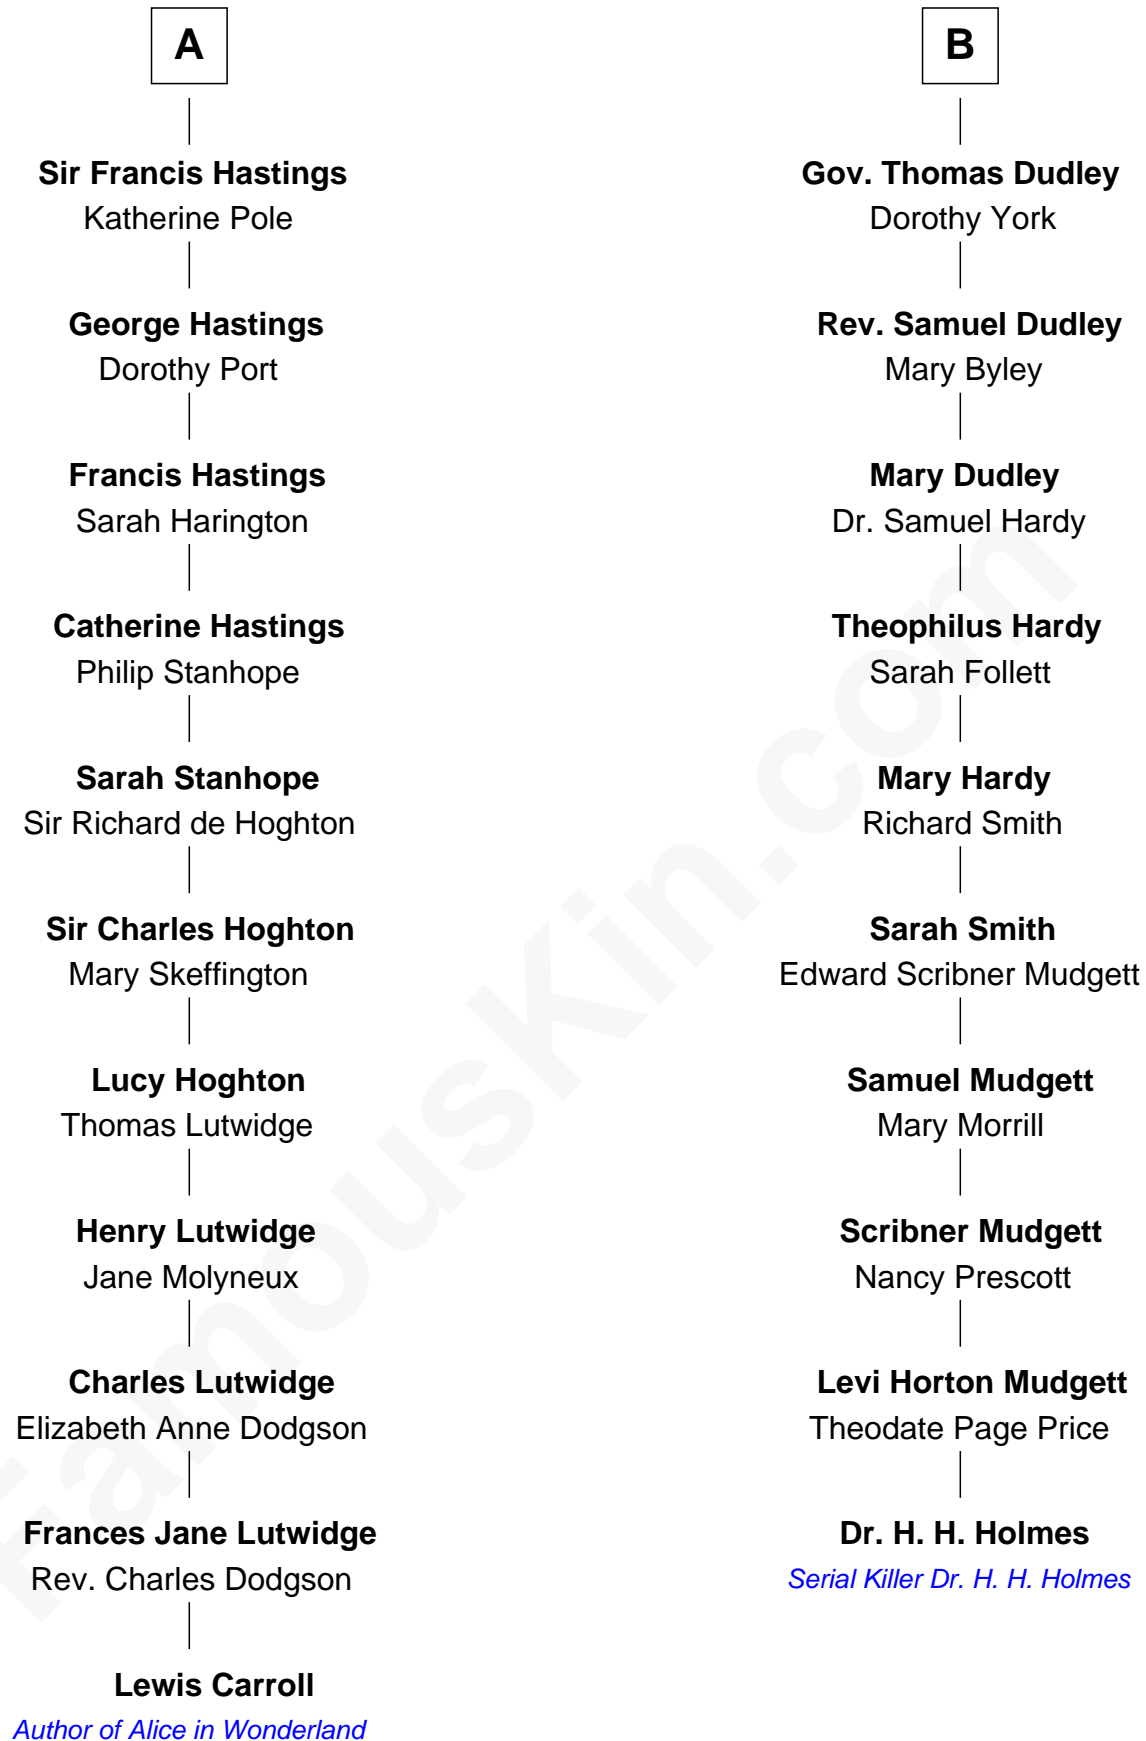 A
Sir Francis Hastings
Katherine Pole
George Hastings
Dorothy Port
Francis Hastings
Sarah Harington
Catherine Hastings
Philip Stanhope
Sarah Stanhope
Sir Richard de Hoghton
Sir Charles Hoghton
Mary Skeffington
Lucy Hoghton
Thomas Lutwidge
Henry Lutwidge
Jane Molyneux
Charles Lutwidge
Elizabeth Anne Dodgson
Frances Jane Lutwidge
Rev. Charles Dodgson
Lewis Carroll
Author of Alice in Wonderland
B
Gov. Thomas Dudley
Dorothy York
Rev. Samuel Dudley
Mary Byley
Mary Dudley
Dr. Samuel Hardy
Theophilus Hardy
Sarah Follett
Mary Hardy
Richard Smith
Sarah Smith
Edward Scribner Mudgett
Samuel Mudgett
Mary Morrill
Scribner Mudgett
Nancy Prescott
Levi Horton Mudgett
Theodate Page Price
Dr. H. H. Holmes
Serial Killer Dr. H. H. Holmes
FamousKin.com